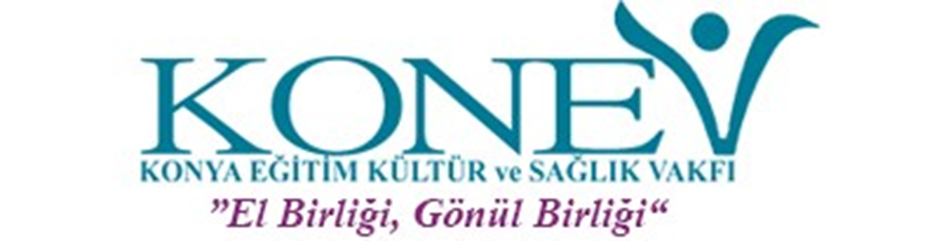 KONEV
KONYA EĞİTİM KÜLTÜR ve SAĞLIK VAKFI
”El Birliği, Gönül Birliği“